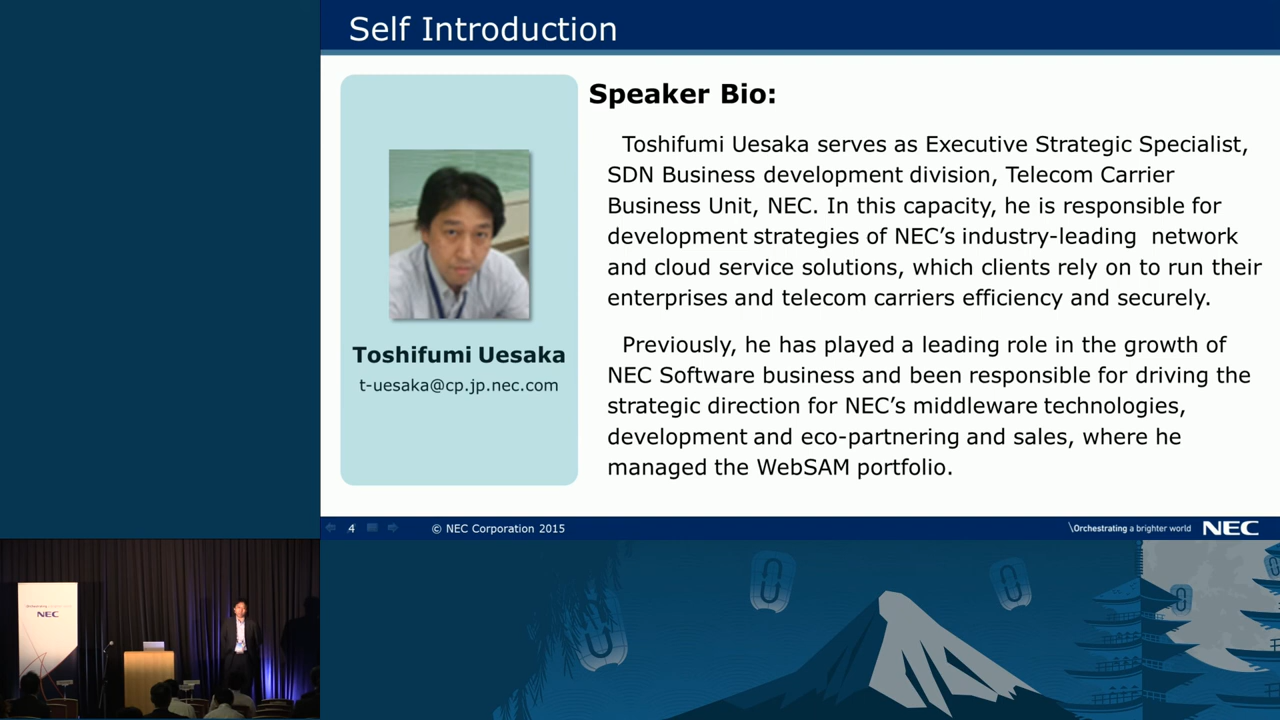 Self Introduction
Speaker Bio:
Toshifumi Uesaka serves as Executive Strategic Specialist,
SDN Business development division, Telecom Carrier
Business Unit, NEC. In this capacity, he is responsible for
development strategies of NEC’s industry-leading network
and cloud service solutions, which clients rely on to run their
enterprises and telecom carriers efficiency and securely.
Previously, he has played a leading role in the growth of
NEC Software business and been responsible for driving the
strategic direction for NEC’s middleware technologies,
development and eco-partnering and sales, where he
managed the WebSAM portfolio.
Toshifumi Uesaka
t-uesaka@cp.jp.nec.com
4
© NEC Corporation 2015
\Orchestrating a brighter world
NEC
NEC